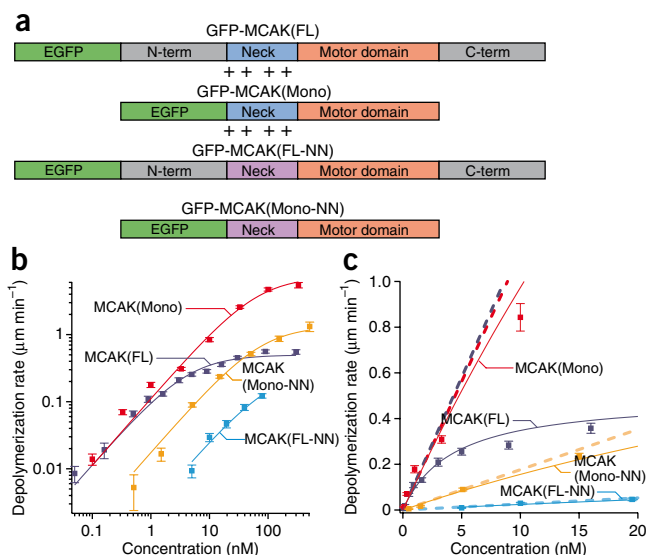 a
GFP-MCAK(FL)
EGFP N-term Neck Motor domain C-term
+ + + +
GFP-MCAK(Mono)
EGFP Neck Motor domain
+ + + +
GFP-MCAK(FL-NN)
EGFP N-term Neck Motor domain C-term
GFP-MCAK(Mono-NN)
EGFP Neck Motor domain
b
Depolymerization rate (µm min−1)
1
0.1
0.01
MCAK(Mono)
MCAK(FL)
MCAK
(Mono-NN)
MCAK(FL-NN)
0.1 1 10 100
Concentration (nM)
c
Depolymerization rate (µm min−1)
1.0
0.8
0.6
0.4
0.2
0
MCAK(Mono)
MCAK(FL)
MCAK
(Mono-NN)
MCAK(FL-NN)
0 5 10 15 20
Concentration (nM)